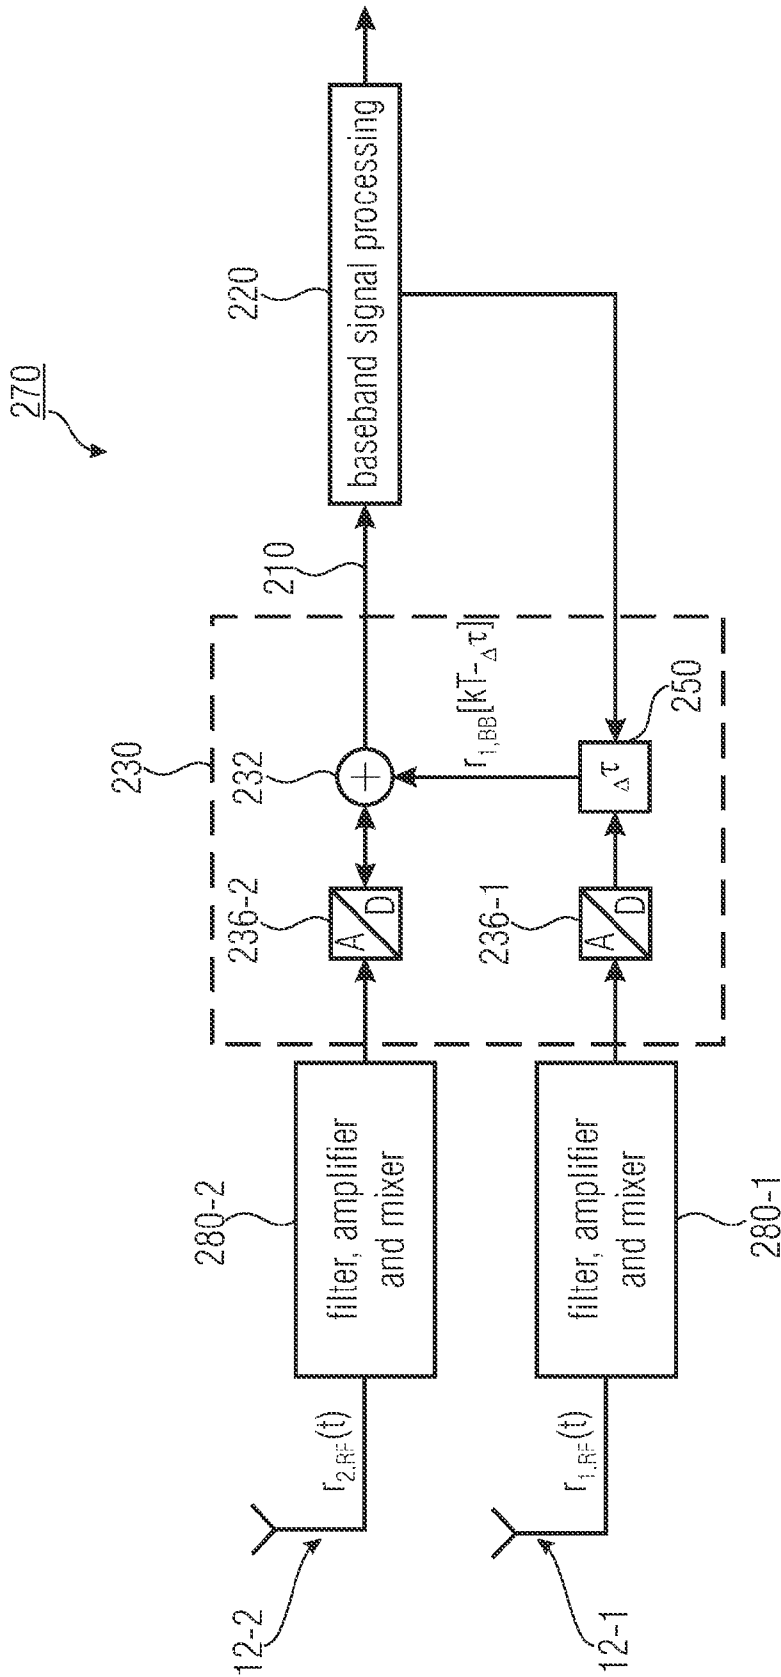 270
12-2
r2,RF(t)
280-2
filter, amplifier
and mixer
230
236-2
A
D
232
+
210
220
baseband signal processing
12-1
r1,RF(t)
280-1
filter, amplifier
and mixer
236-1
A
D
Δτ
250
r1,BB[kT-Δτ]